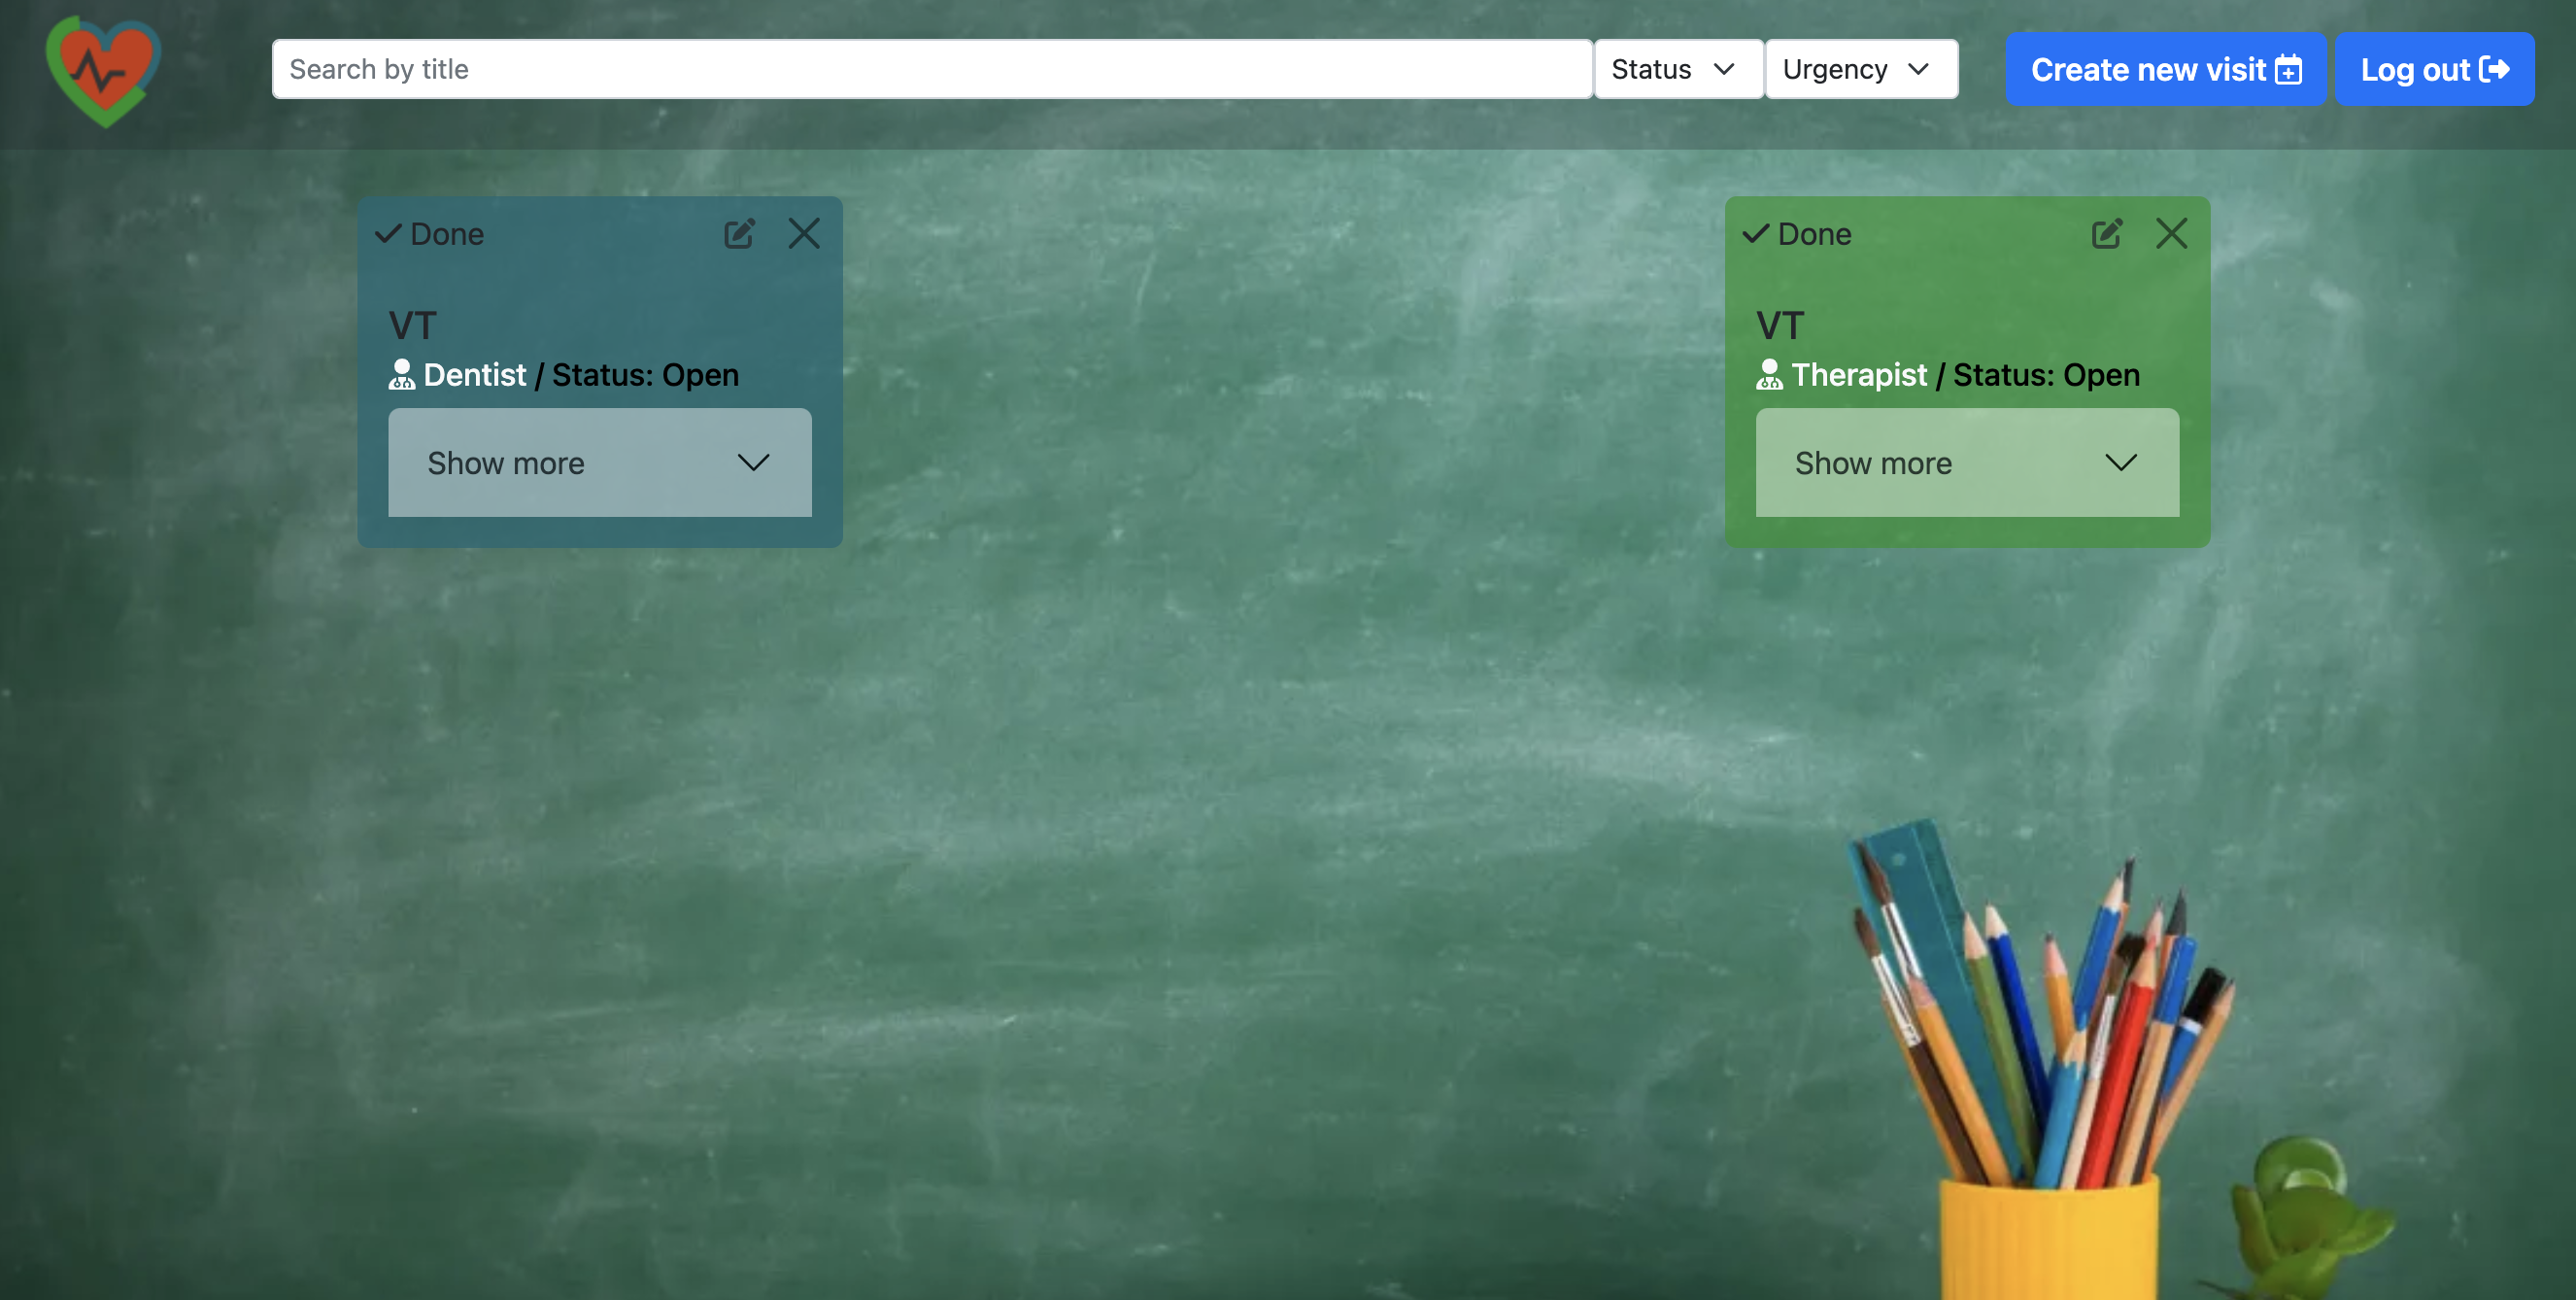 Search by title
Status
Urgency
Create new visit
Log out
Done
VT
Dentist / Status: Open
Show more
Done
VT
Therapist / Status: Open
Show more